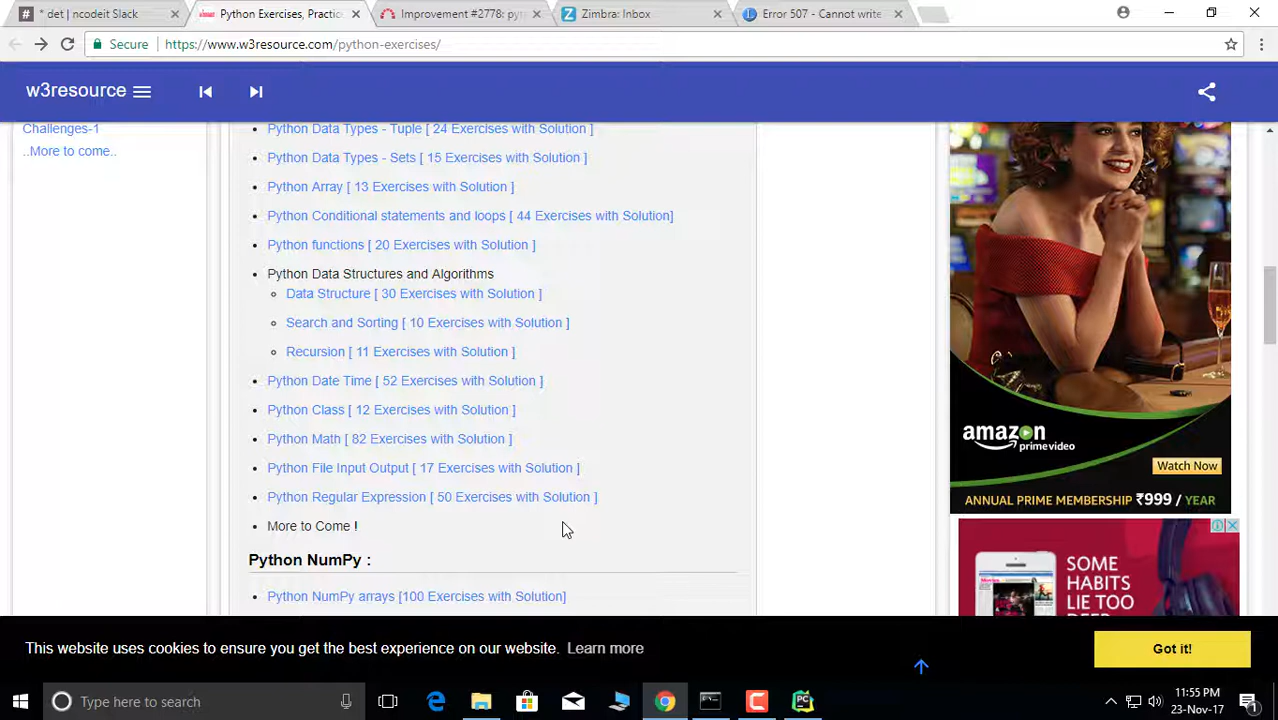 * det | ncodeit Slack
Python Exercises, Practic
Improvement #2778: pyt
Zimbra: Inbox
Error 507 - Cannot write
Secure
https://www.w3resource.com/python-exercises/
w3resource
Challenges-1
..More to come..
Python Data Types - Tuple [ 24 Exercises with Solution ]
Python Data Types - Sets [ 15 Exercises with Solution ]
Python Array [ 13 Exercises with Solution ]
Python Conditional statements and loops [ 44 Exercises with Solution]
Python functions [ 20 Exercises with Solution ]
Python Data Structures and Algorithms
Data Structure [ 30 Exercises with Solution ]
Search and Sorting [ 10 Exercises with Solution ]
Recursion [ 11 Exercises with Solution ]
Python Date Time [ 52 Exercises with Solution ]
Python Class [ 12 Exercises with Solution ]
Python Math [ 82 Exercises with Solution ]
Python File Input Output [ 17 Exercises with Solution ]
Python Regular Expression [ 50 Exercises with Solution ]
More to Come !
Python NumPy :
Python NumPy arrays [100 Exercises with Solution]
amazon
prime video
Watch Now
ANNUAL PRIME MEMBERSHIP ₹999 / YEAR
SOME
HABITS
LIE TOO
This website uses cookies to ensure you get the best experience on our website. Learn more
Got it!
Type here to search
11:55 PM
23-Nov-17